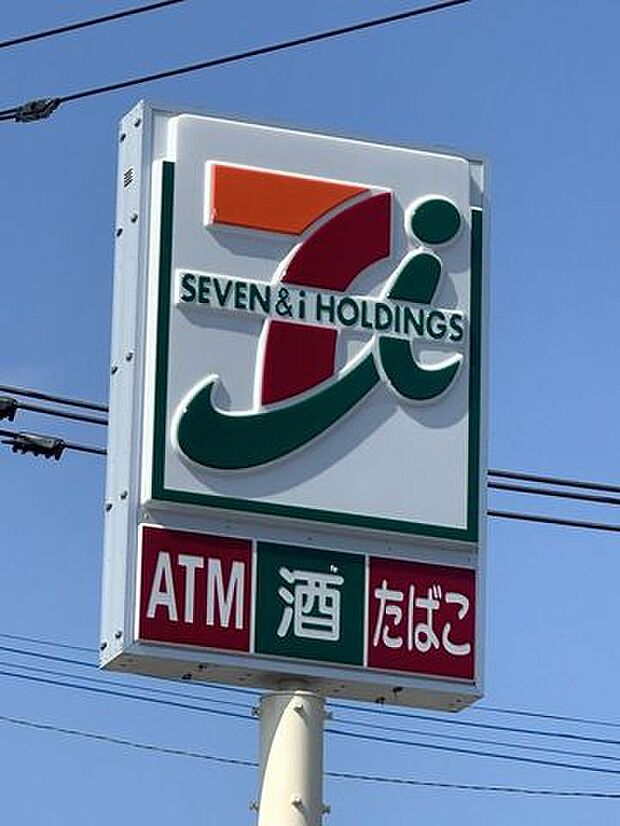 SEVEN&i HOLDINGS
ATM 酒 たばこ